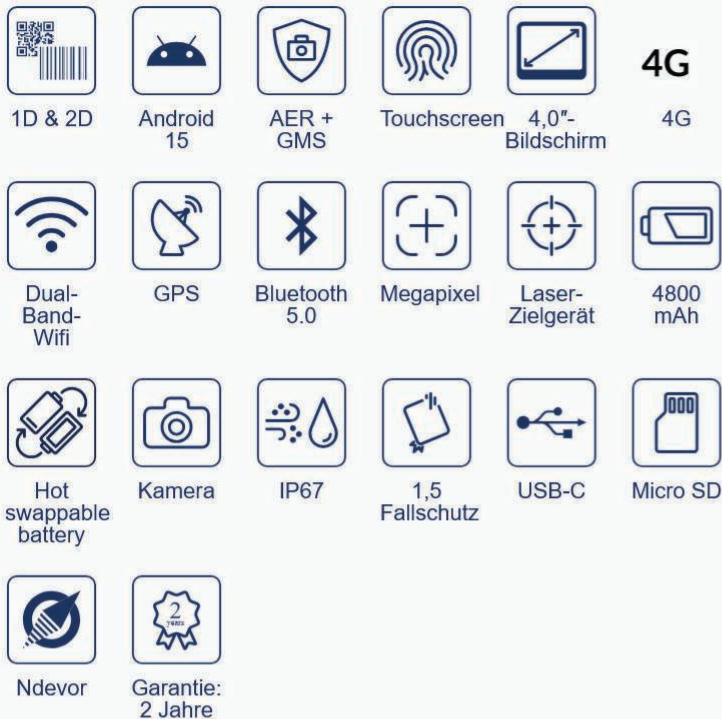 1D & 2D
Android
15
AER +
GMS
Touchscreen
4,0"-
Bildschirm
4G
4G
Dual-
Band-
Wifi
GPS
Bluetooth
5.0
Megapixel
Laser-
Zielgerät
4800
mAh
Hot
swappable
battery
Kamera
IP67
1,5
Fallschutz
USB-C
Micro SD
Ndevor
2
years
Garantie:
2 Jahre